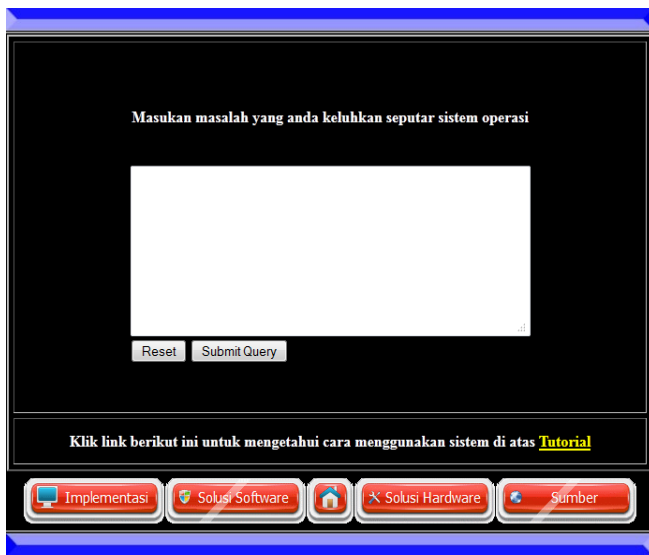 Masukan masalah yang anda keluhkan seputar sistem operasi
Reset Submit Query
Klik link berikut ini untuk mengetahui cara menggunakan sistem di atas Tutorial
Implementasi Solusi Software Solusi Hardware Sumber